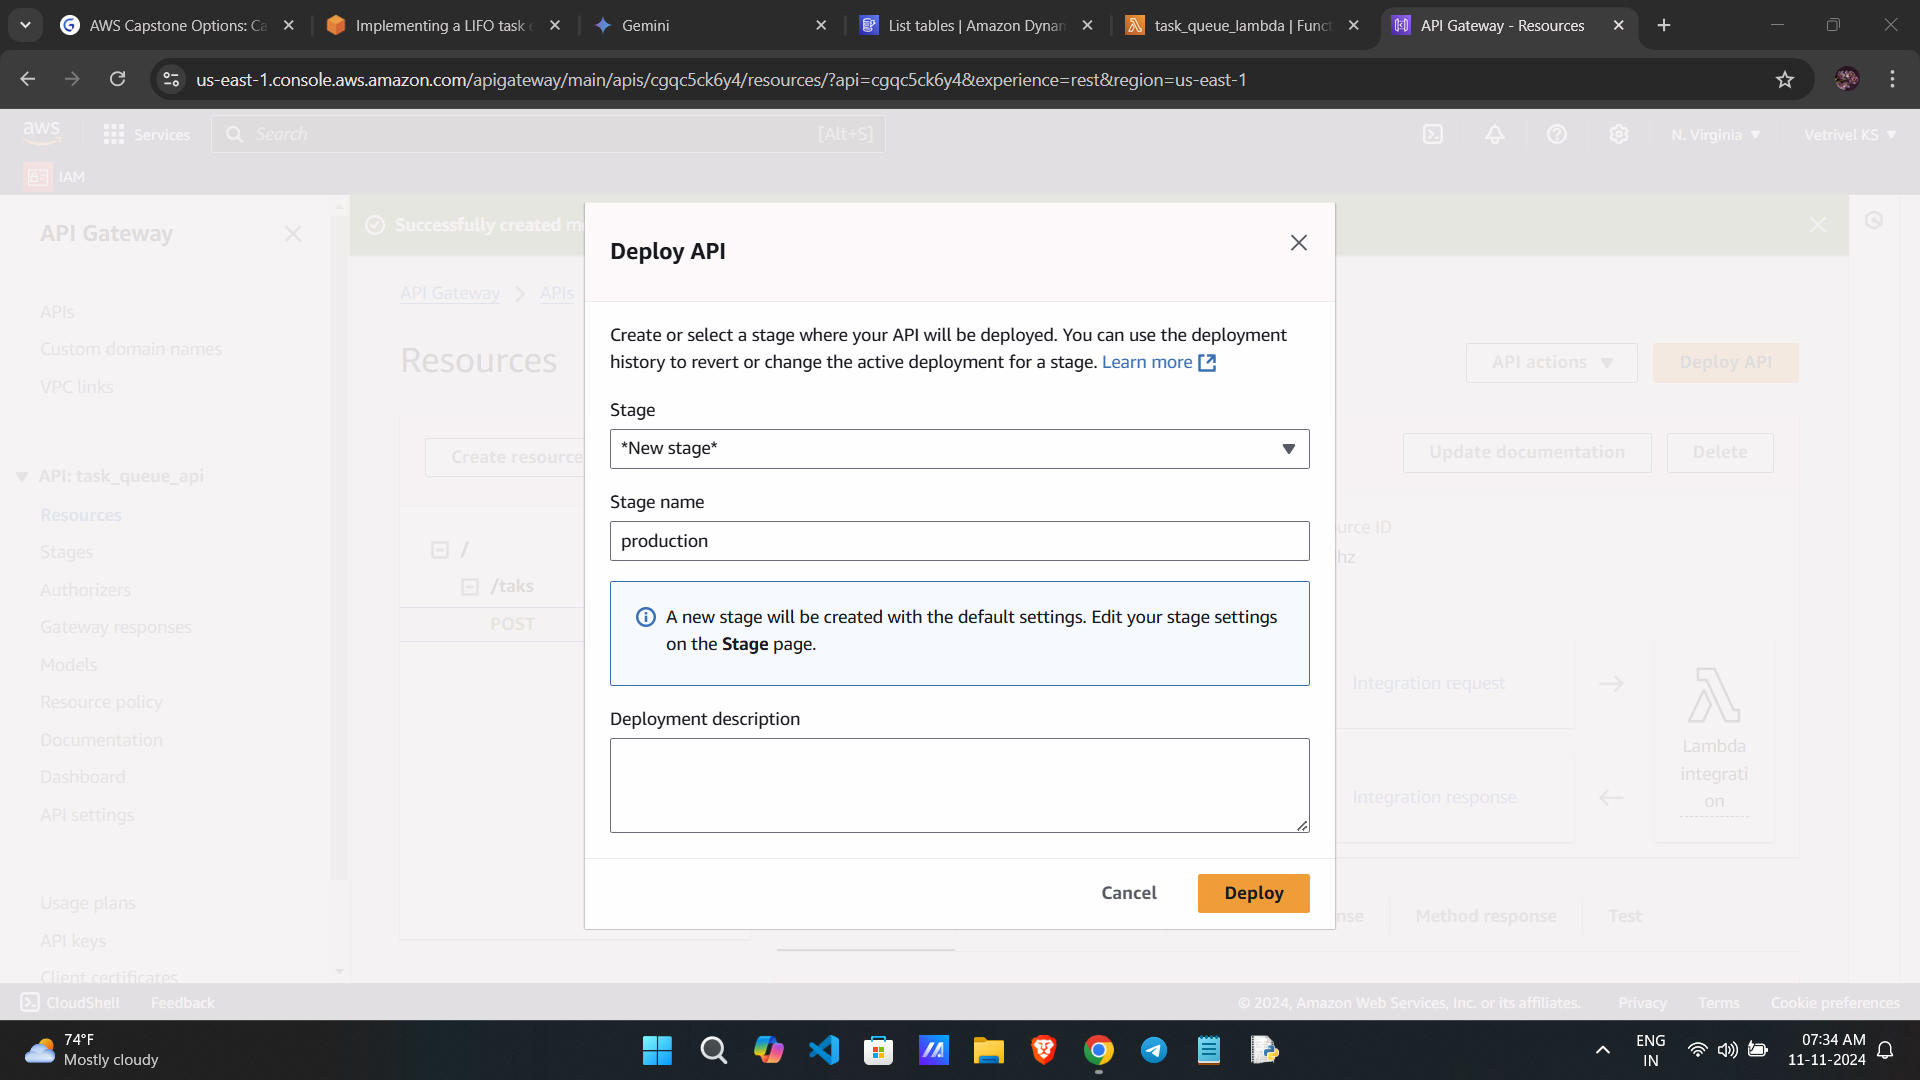 AWS Capstone Options: Ca
Implementing a LIFO task
Gemini
List tables | Amazon Dynam
task_queue_lambda | Funct
API Gateway - Resources
us-east-1.console.aws.amazon.com/apigateway/main/apis/cgqc5ck6y4/resources/?api=cgqc5ck6y4&experience=rest&region=us-east-1
aws
Services
Search
[Alt+S]
N. Virginia
Vetrivel KS
IAM
API Gateway
APIs
Custom domain names
VPC links
API: task_queue_api
Resources
Stages
Authorizers
Gateway responses
Models
Resource policy
Documentation
Dashboard
API settings
Usage plans
API keys
Client certificates
Successfully created
API Gateway
APIs
Resources
API actions
Deploy API
Create resource
Update documentation
Delete
/
/taks
POST
urce ID
hz
Integration request
Integration response
Lambda
integrati
on
nse
Method response
Test
Deploy API
Create or select a stage where your API will be deployed. You can use the deployment
history to revert or change the active deployment for a stage. Learn more
Stage
*New stage*
Stage name
production
A new stage will be created with the default settings. Edit your stage settings
on the Stage page.
Deployment description
Cancel
Deploy
CloudShell
Feedback
© 2024, Amazon Web Services, Inc. or its affiliates.
Privacy
Terms
Cookie preferences
74°F
Mostly cloudy
ENG
IN
07:34 AM
11-11-2024